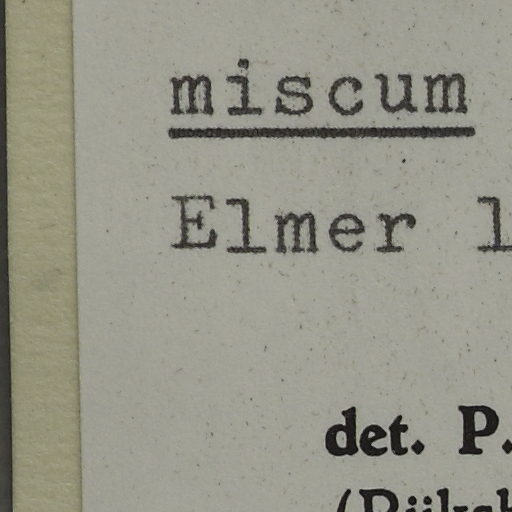 miscum
Elmer
det. P.